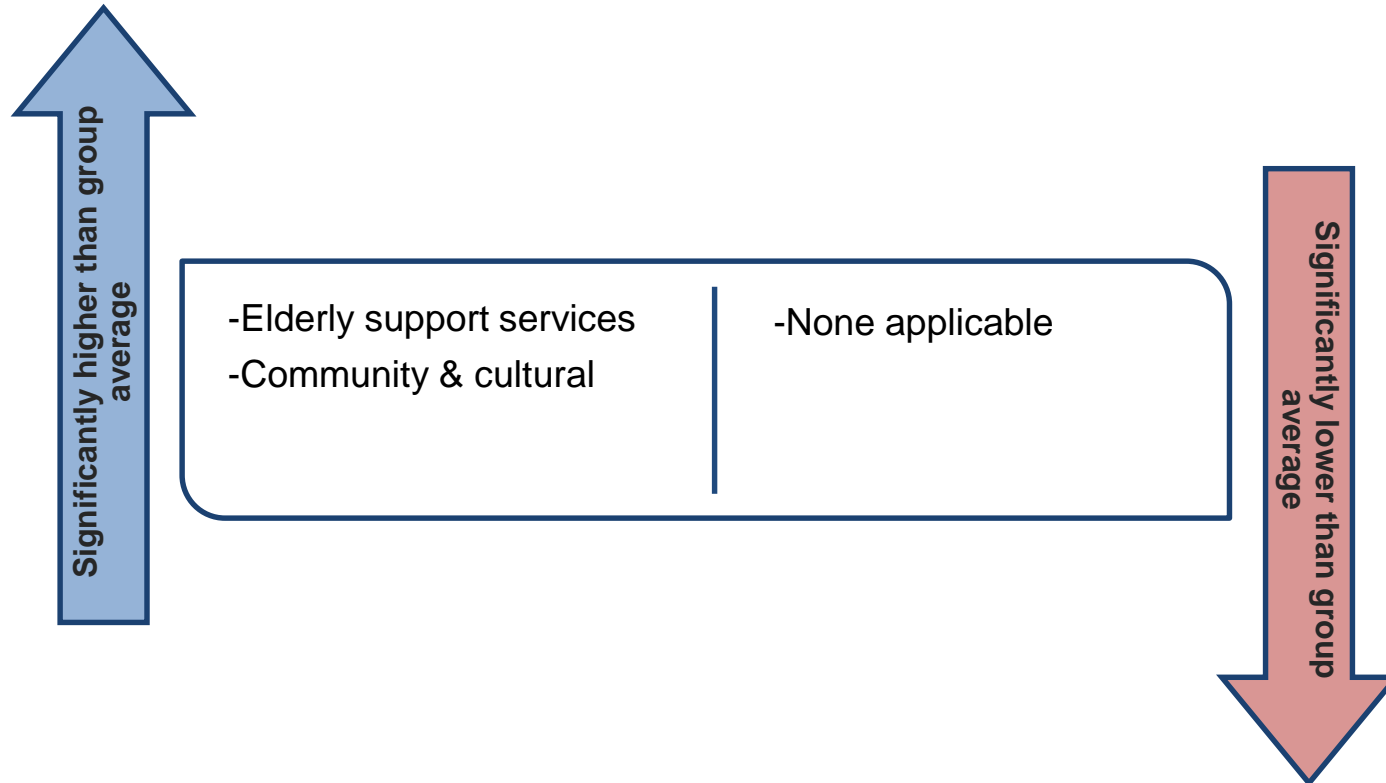 Significantly higher than group
average
-Elderly support services
-Community & cultural
-None applicable
Significantly lower than group
average